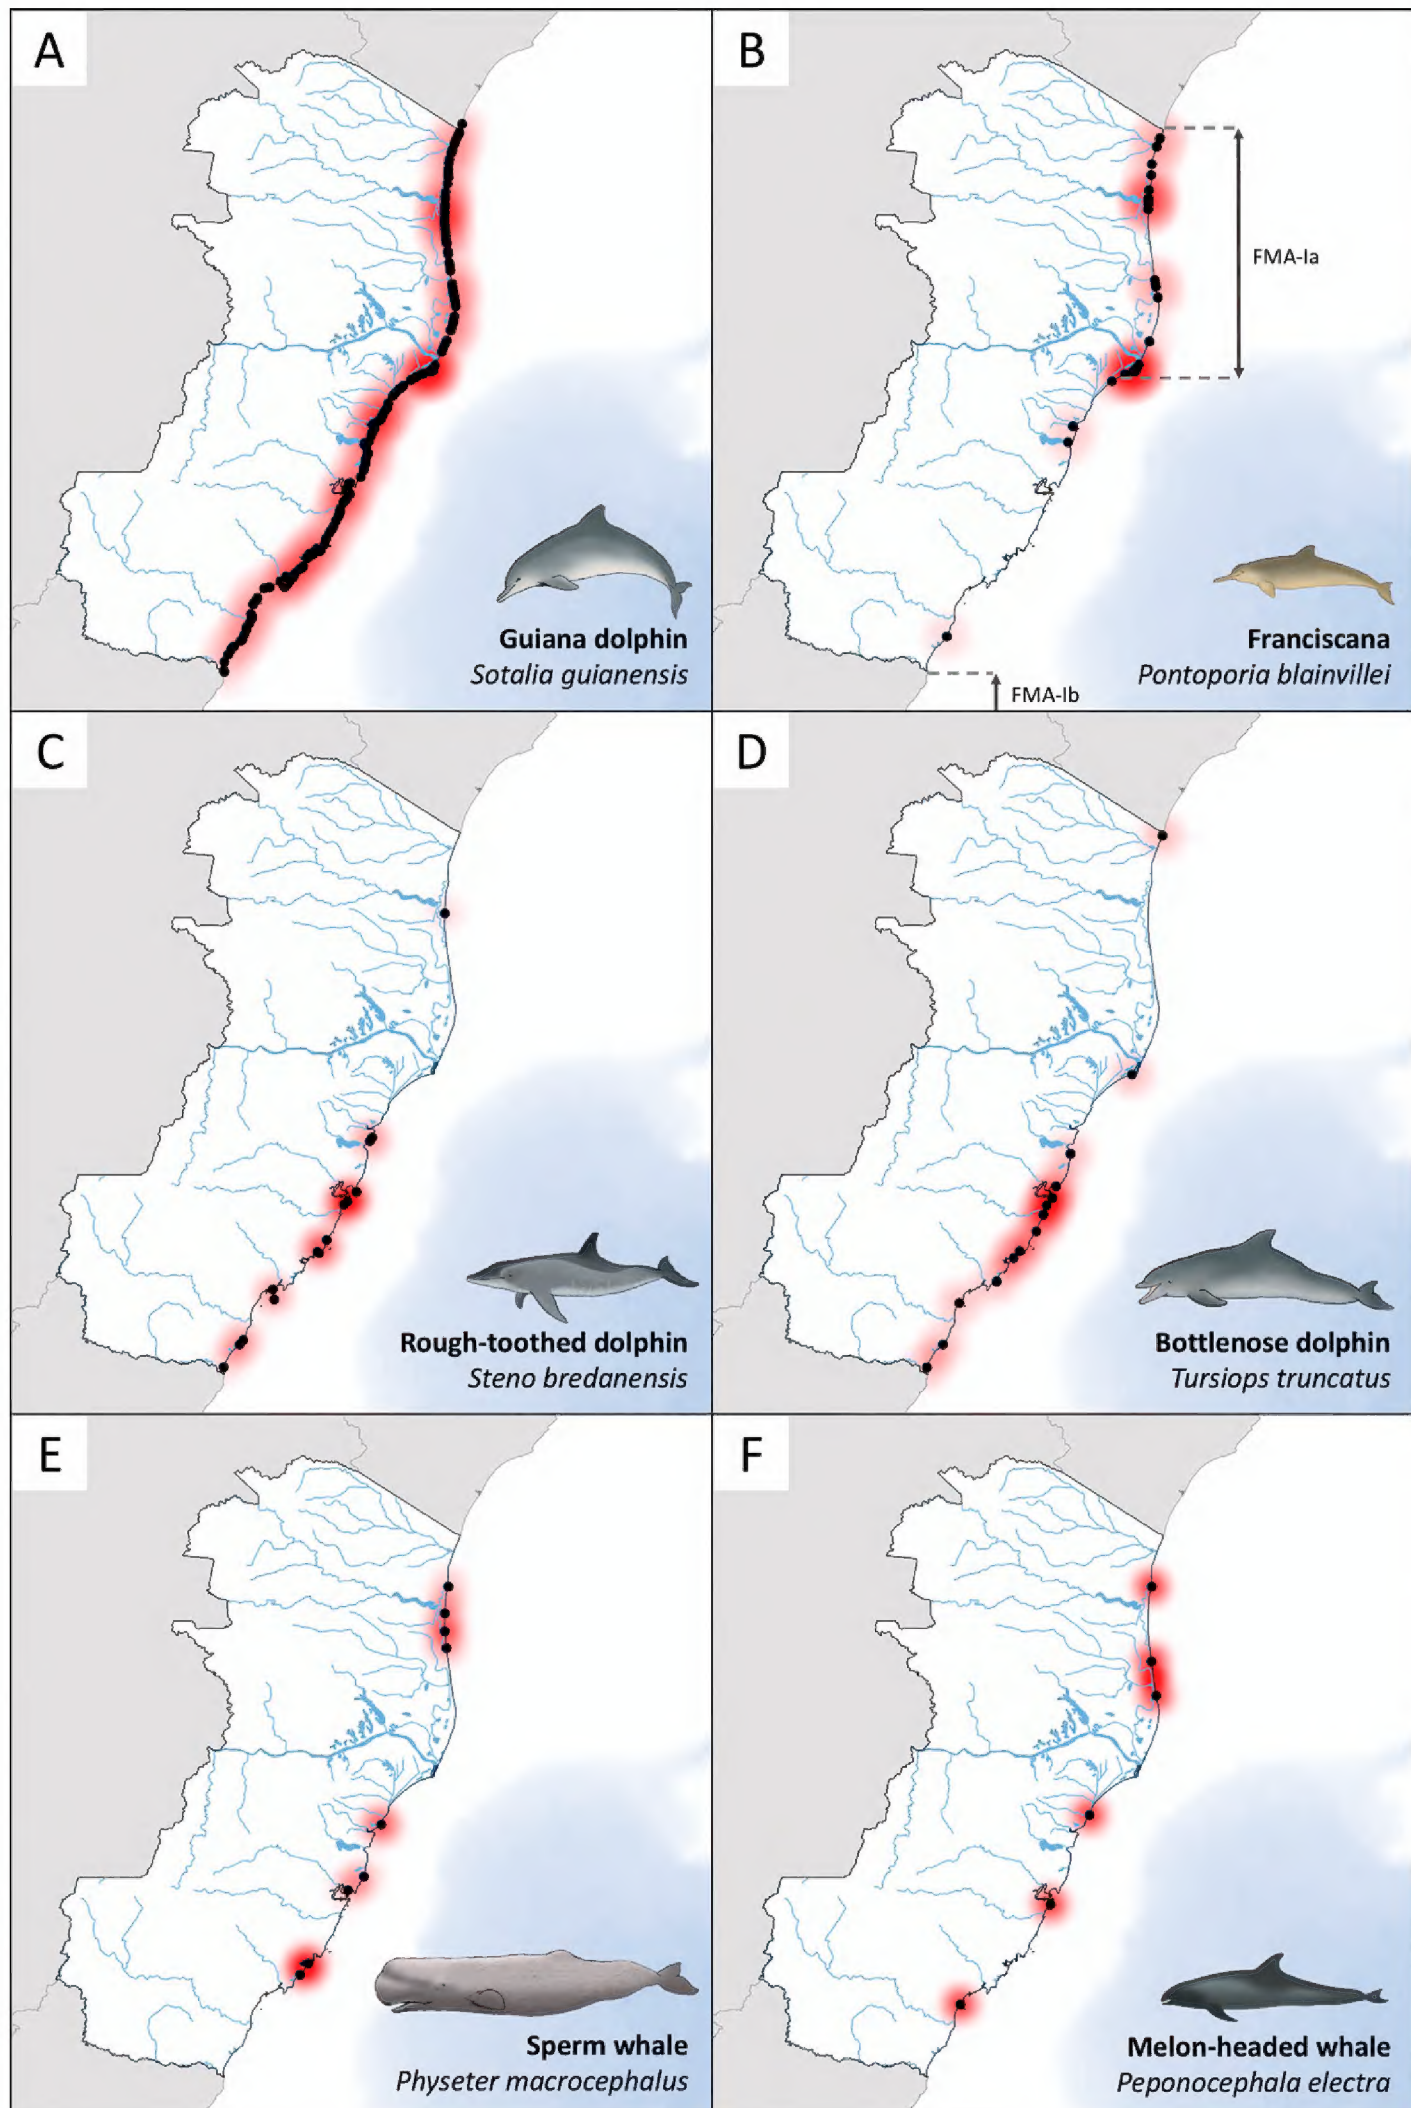 A
Guiana dolphin
Sotalia guianensis
B
FMA-Ia
Franciscana
Pontoporia blainvillei
FMA-Ib
C
Rough-toothed dolphin
Steno bredanensis
D
Bottlenose dolphin
Tursiops truncatus
E
Sperm whale
Physeter macrocephalus
F
Melon-headed whale
Peponocephala electra